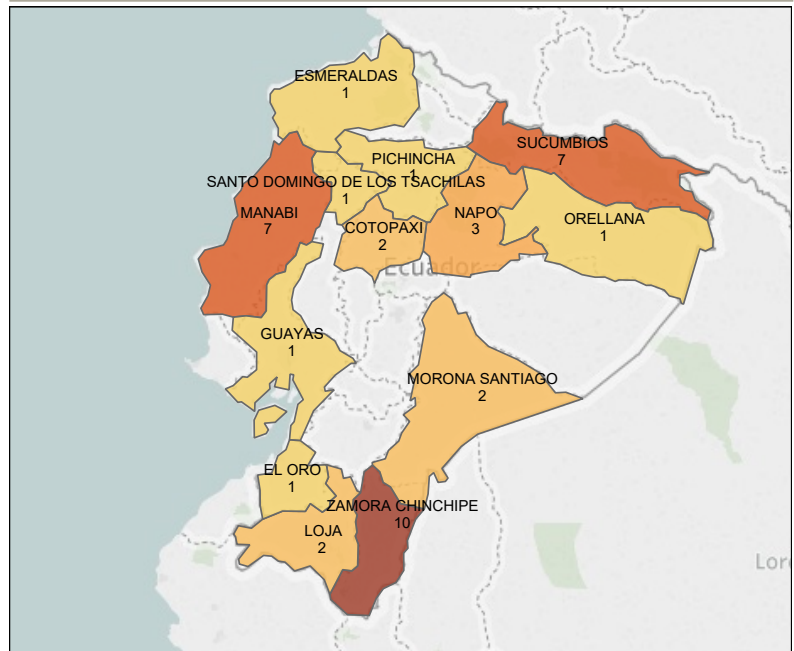 ESMERALDAS
1
SUCUMBIOS
7
PICHINCHA
1
SANTO DOMINGO DE LOS TSACHILAS
1
MANABI
7
COTOPAXI
2
NAPO
3
ORELLANA
1
Ecuador
GUAYAS
1
MORONA SANTIAGO
2
EL ORO
1
ZAMORA CHINCHIPE
10
LOJA
2
Lor